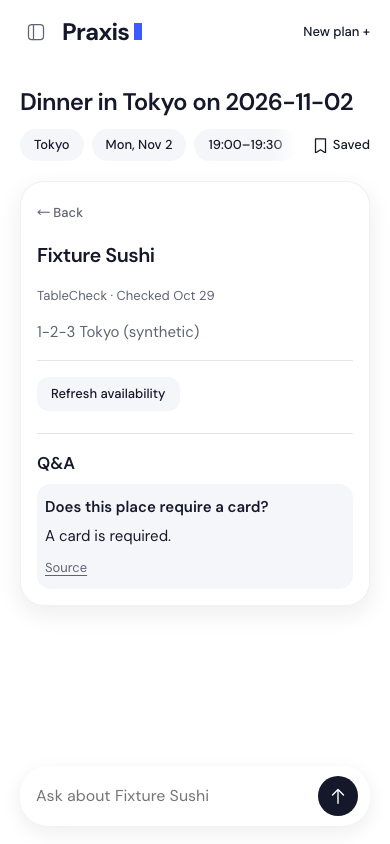 Praxis
New plan +
Dinner in Tokyo on 2026-11-02
Tokyo
Mon, Nov 2
19:00–19:30
Saved
← Back
Fixture Sushi
TableCheck · Checked Oct 29
1-2-3 Tokyo (synthetic)
Refresh availability
Q&A
Does this place require a card?
A card is required.
Source
Ask about Fixture Sushi